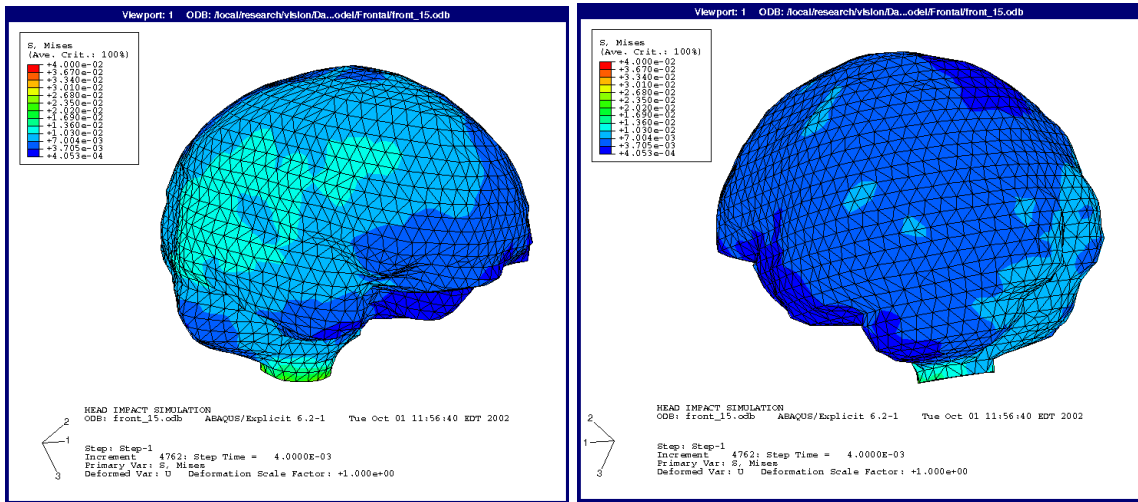 Viewport: 1 ODB: /local/research/vision/Da...odel/Frontal/front_15.odb
S, Mises
(Ave. Crit.: 100%)
+4.000e-02
+3.670e-02
+3.340e-02
+3.010e-02
+2.680e-02
+2.350e-02
+2.020e-02
+1.690e-02
+1.360e-02
+1.030e-02
+7.004e-03
+3.705e-03
+4.053e-04
HEAD IMPACT SIMULATION
ODB: front_15.odb ABAQUS/Explicit 6.2-1 Tue Oct 01 11:56:40 EDT 2002
2
1
3
Step: Step-1
Increment 4762: Step Time = 4.0000E-03
Primary Var: S, Mises
Deformed Var: U Deformation Scale Factor: +1.000e+00
Viewport: 1 ODB: /local/research/vision/Da...odel/Frontal/front_15.odb
S, Mises
(Ave. Crit.: 100%)
+4.000e-02
+3.670e-02
+3.340e-02
+3.010e-02
+2.680e-02
+2.350e-02
+2.020e-02
+1.690e-02
+1.360e-02
+1.030e-02
+7.004e-03
+3.705e-03
+4.053e-04
HEAD IMPACT SIMULATION
ODB: front_15.odb ABAQUS/Explicit 6.2-1 Tue Oct 01 11:56:40 EDT 2002
2
1
3
Step: Step-1
Increment 4762: Step Time = 4.0000E-03
Primary Var: S, Mises
Deformed Var: U Deformation Scale Factor: +1.000e+00